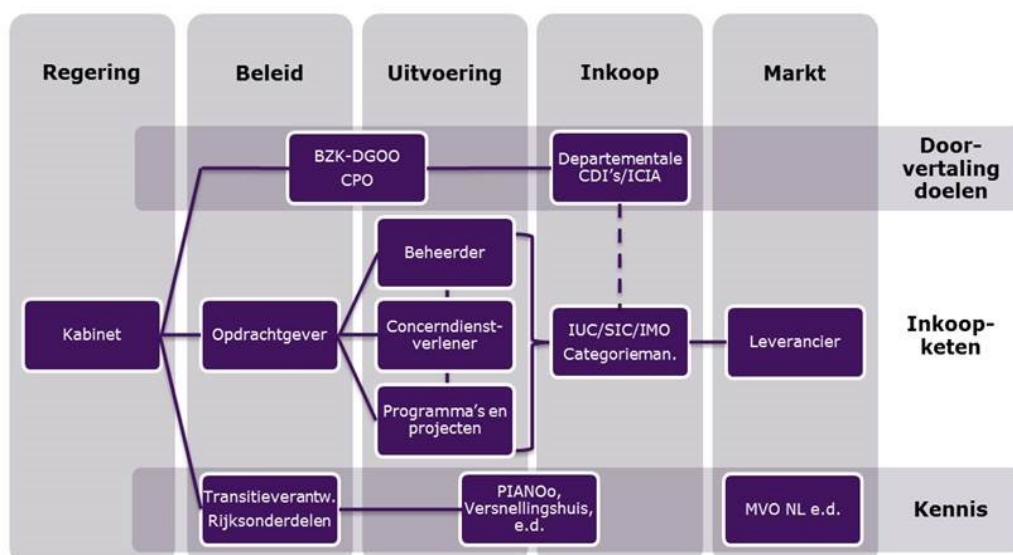 Regering
Beleid
Uitvoering
Inkoop
Markt
BZK-DGOO
CPO
Departementale
CDI's/ICIA
Door-
vertaling
doelen
Beheerder
Kabinet
Opdrachtgever
Concerndienst-
verlener
IUC/SIC/IMO
Categorieman.
Leverancier
Inkoop-
keten
Programma's en
projecten
Transitieverantw.
Rijksonderdelen
PIANOo,
Versnellingshuis,
e.d.
MVO NL e.d.
Kennis